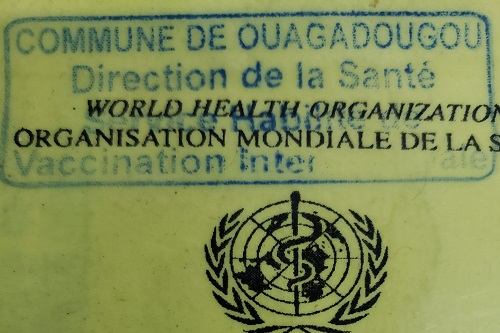 COMMUNE DE OUAGADOUGOU
Direction de la Santé
WORLD HEALTH ORGANIZATION
ORGANISATION MONDIALE DE LA S
Vaccination Inter